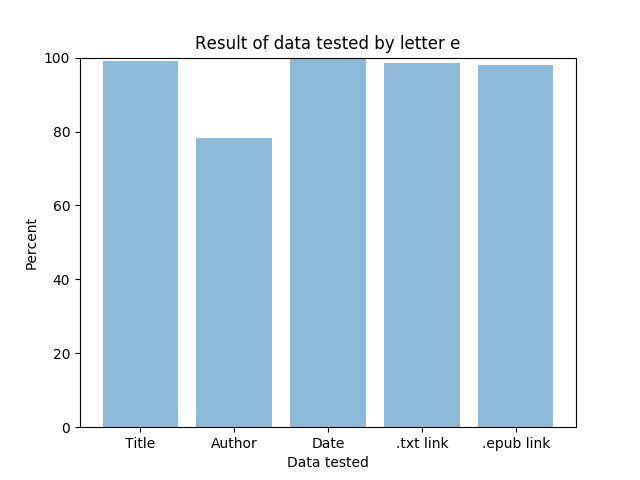 Result of data tested by letter e
100
80
60
40
20
0
Percent
Title Author Date .txt link .epub link
Data tested